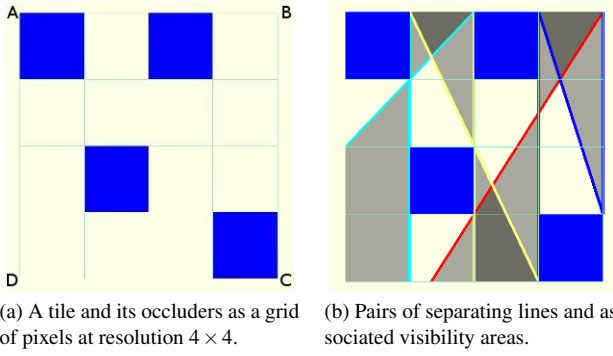 A
B
D
C
(a) A tile and its occluders as a grid
of pixels at resolution 4 × 4.
(b) Pairs of separating lines and as
sociated visibility areas.